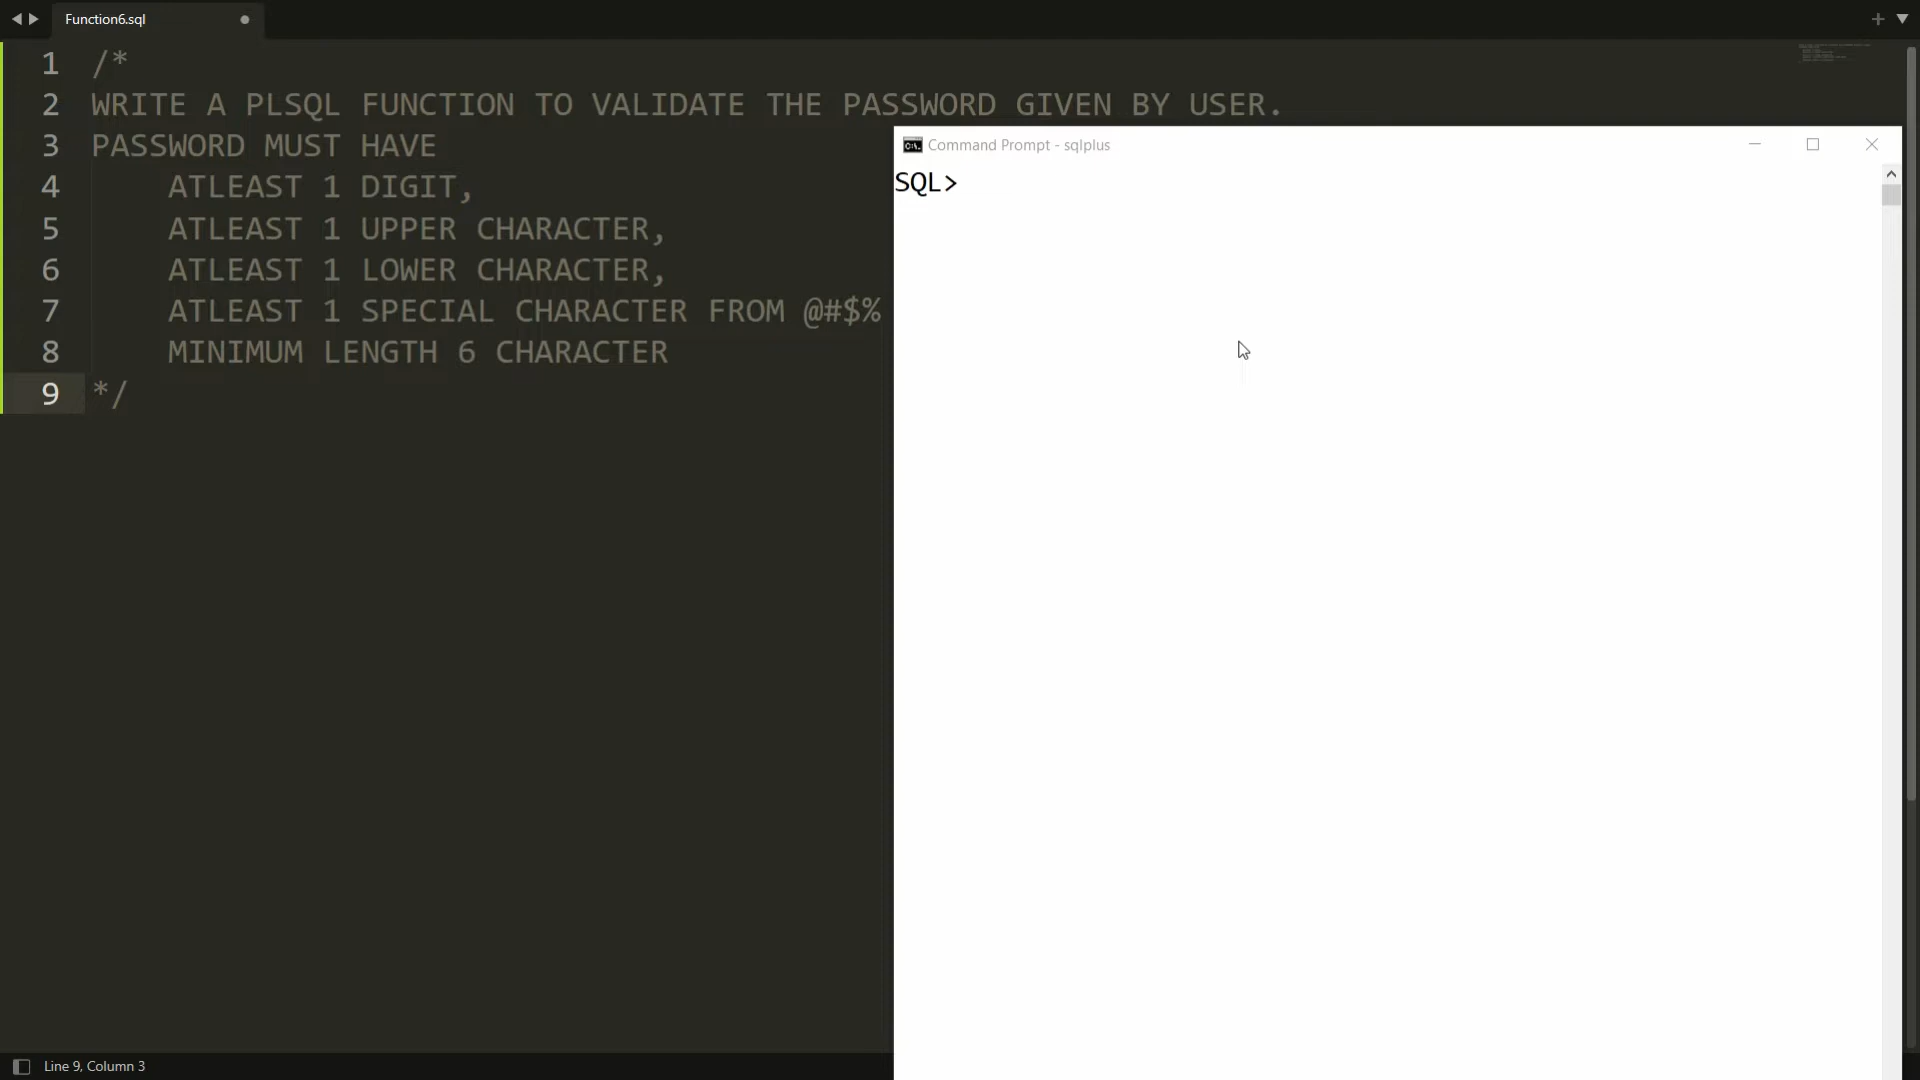 Function6.sql
1 /*
2 WRITE A PLSQL FUNCTION TO VALIDATE THE PASSWORD GIVEN BY USER.
3 PASSWORD MUST HAVE
4 ATLEAST 1 DIGIT,
5 ATLEAST 1 UPPER CHARACTER,
6 ATLEAST 1 LOWER CHARACTER,
7 ATLEAST 1 SPECIAL CHARACTER FROM @#$%
8 MINIMUM LENGTH 6 CHARACTER
9 */
Command Prompt - sqlplus
SQL>
Line 9, Column 3